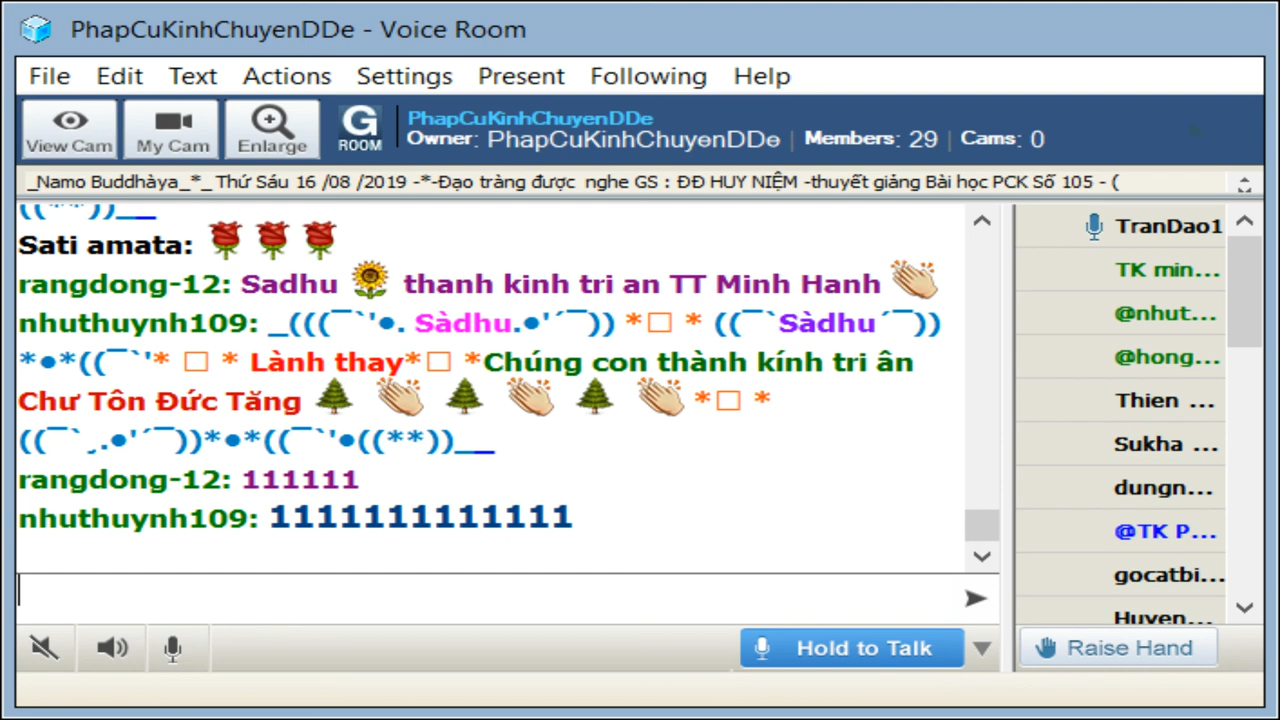 PhapCuKinhChuyenDDe - Voice Room
File Edit Text Actions Settings Present Following Help
View Cam My Cam Enlarge G ROOM
PhapCuKinhChuyenDDe
Owner: PhapCuKinhChuyenDDe | Members: 29 | Cams: 0
_Namo Buddhàya_*_ Thứ Sáu 16 /08 /2019 -*-Đạo tràng được nghe GS : ĐĐ HUY NIỆM -thuyết giảng Bài học PCK Số 105 - (
((**))__
Sati amata: 🌹 🌹 🌹
rangdong-12: Sadhu 🌻 thanh kinh tri an TT Minh Hanh 👏
nhuthuynh109: _(((¯`'•. Sàdhu.•'´¯)) *□ * ((¯`Sàdhu´¯))
*•*((¯`'* □ * Lành thay*□ *Chúng con thành kính tri ân
Chư Tôn Đức Tăng 🌲 👏 🌲 👏 🌲 👏 *□ *
((¯`¸.•'´¯))*•*((¯`'•((**))__
rangdong-12: 111111
nhuthuynh109: 1111111111111
TranDao1
TK min...
@nhut...
@hong...
Thien ...
Sukha ...
dungn...
@TK P...
gocatbi...
Huyen...
Hold to Talk
Raise Hand